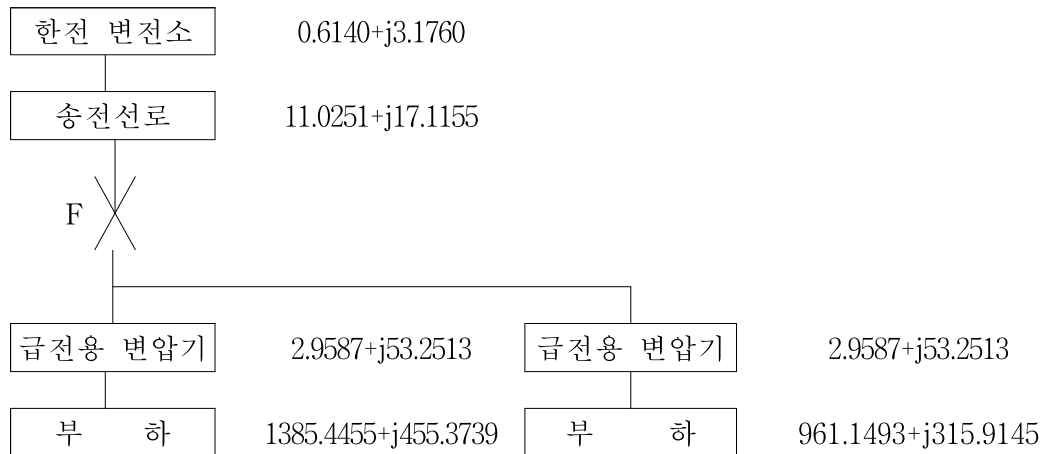 한전 변전소 0.6140+j3.1760
송전선로 11.0251+j17.1155
F
급전용 변압기 2.9587+j53.2513 급전용 변압기 2.9587+j53.2513
부 하 1385.4455+j455.3739 부 하 961.1493+j315.9145